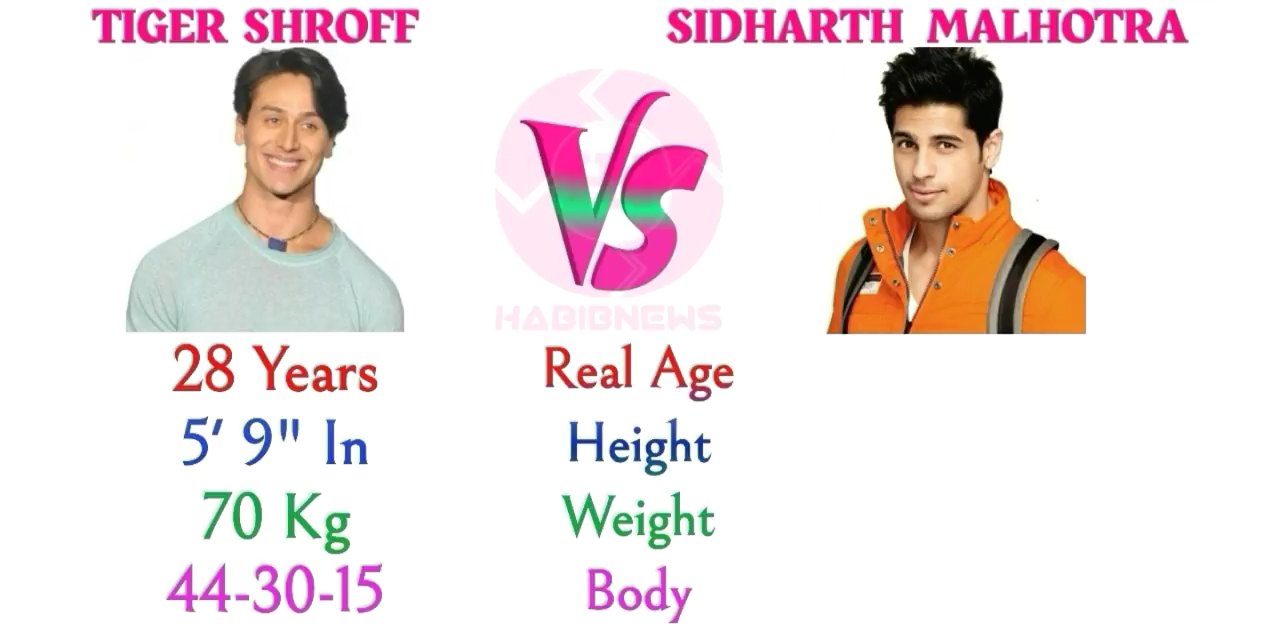 TIGER SHROFF
SIDHARTH MALHOTRA
VS
HABIBNEWS
28 Years Real Age
5' 9" In Height
70 Kg Weight
44-30-15 Body